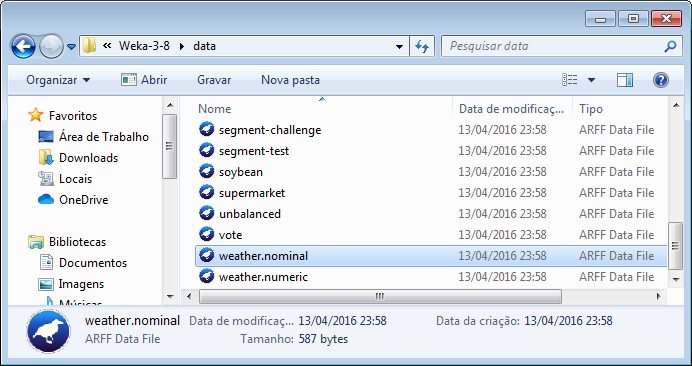 « Weka-3-8 ▸ data
Pesquisar data
Organizar Abrir Gravar Nova pasta
Favoritos
Área de Trabalho
Downloads
Locais
OneDrive
Bibliotecas
Documentos
Imagens
Músicas
Nome Data de modificaç... Tipo
segment-challenge 13/04/2016 23:58 ARFF Data File
segment-test 13/04/2016 23:58 ARFF Data File
soybean 13/04/2016 23:58 ARFF Data File
supermarket 13/04/2016 23:58 ARFF Data File
unbalanced 13/04/2016 23:58 ARFF Data File
vote 13/04/2016 23:58 ARFF Data File
weather.nominal 13/04/2016 23:58 ARFF Data File
weather.numeric 13/04/2016 23:58 ARFF Data File
weather.nominal Data de modificaç... 13/04/2016 23:58 Data da criação: 13/04/2016 23:58
ARFF Data File Tamanho: 587 bytes